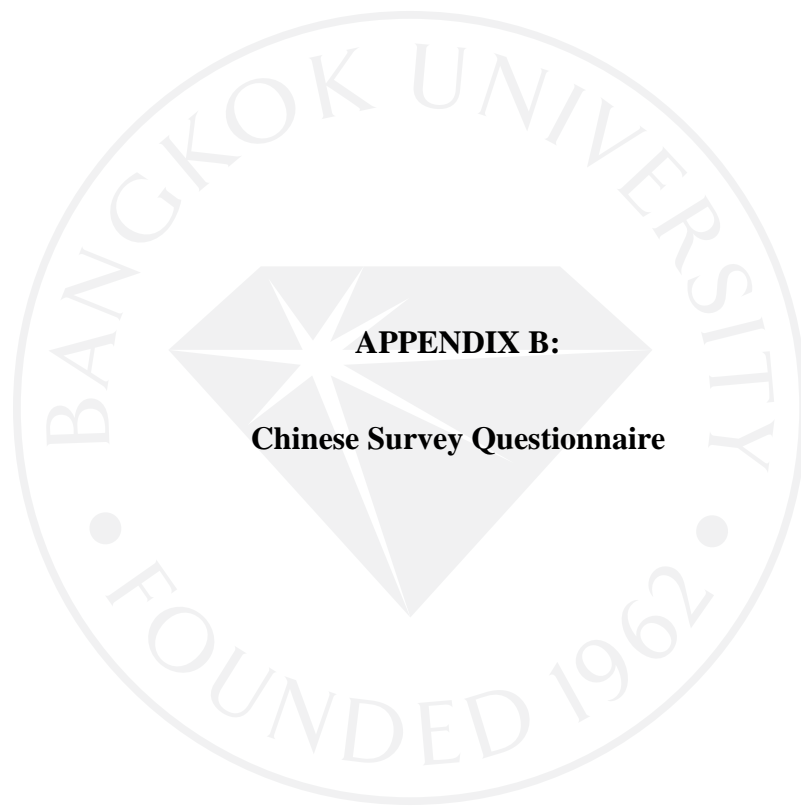 BANGKOK UNIVERSITY
APPENDIX B:
Chinese Survey Questionnaire
• FOUNDED 1962 •